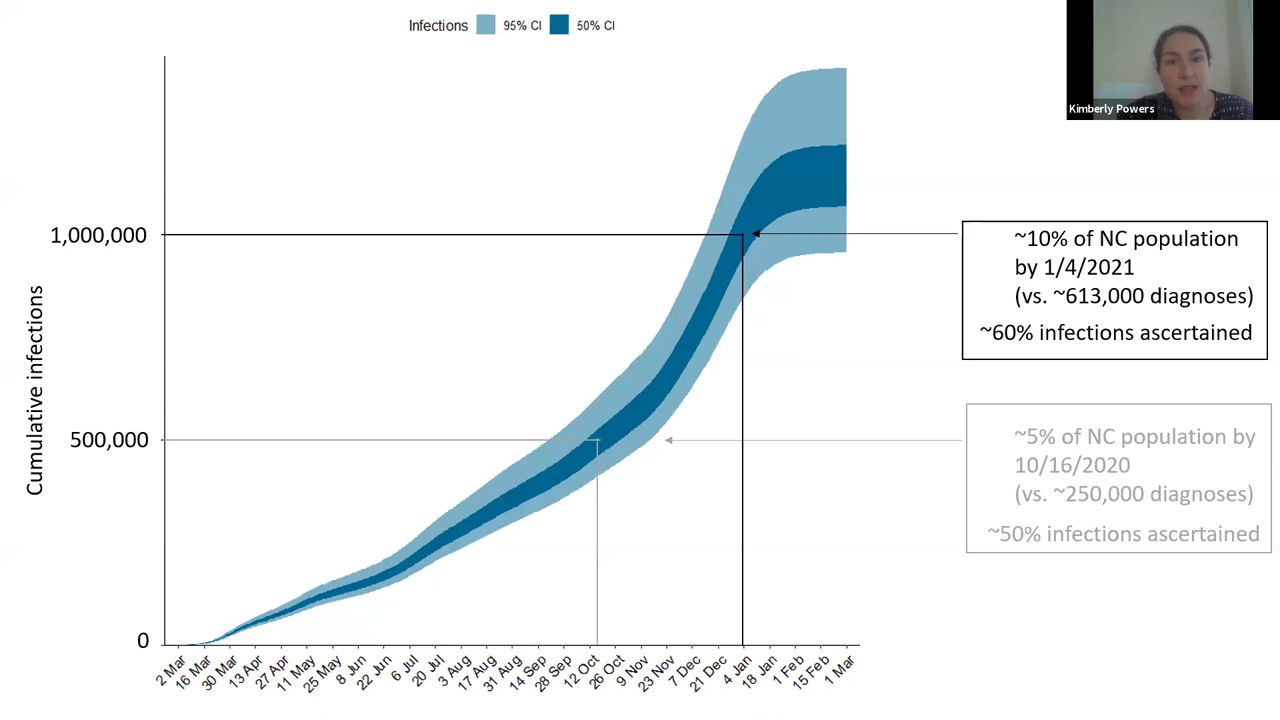 Infections 95% CI 50% CI
Kimberly Powers
1,000,000
500,000
0
Cumulative infections
2 Mar
16 Mar
30 Mar
13 Apr
27 Apr
11 May
25 May
8 Jun
22 Jun
6 Jul
20 Jul
3 Aug
17 Aug
31 Aug
14 Sep
28 Sep
12 Oct
26 Oct
9 Nov
23 Nov
7 Dec
21 Dec
4 Jan
18 Jan
1 Feb
15 Feb
1 Mar
~10% of NC population
by 1/4/2021
(vs. ~613,000 diagnoses)
~60% infections ascertained
~5% of NC population by
10/16/2020
(vs. ~250,000 diagnoses)
~50% infections ascertained